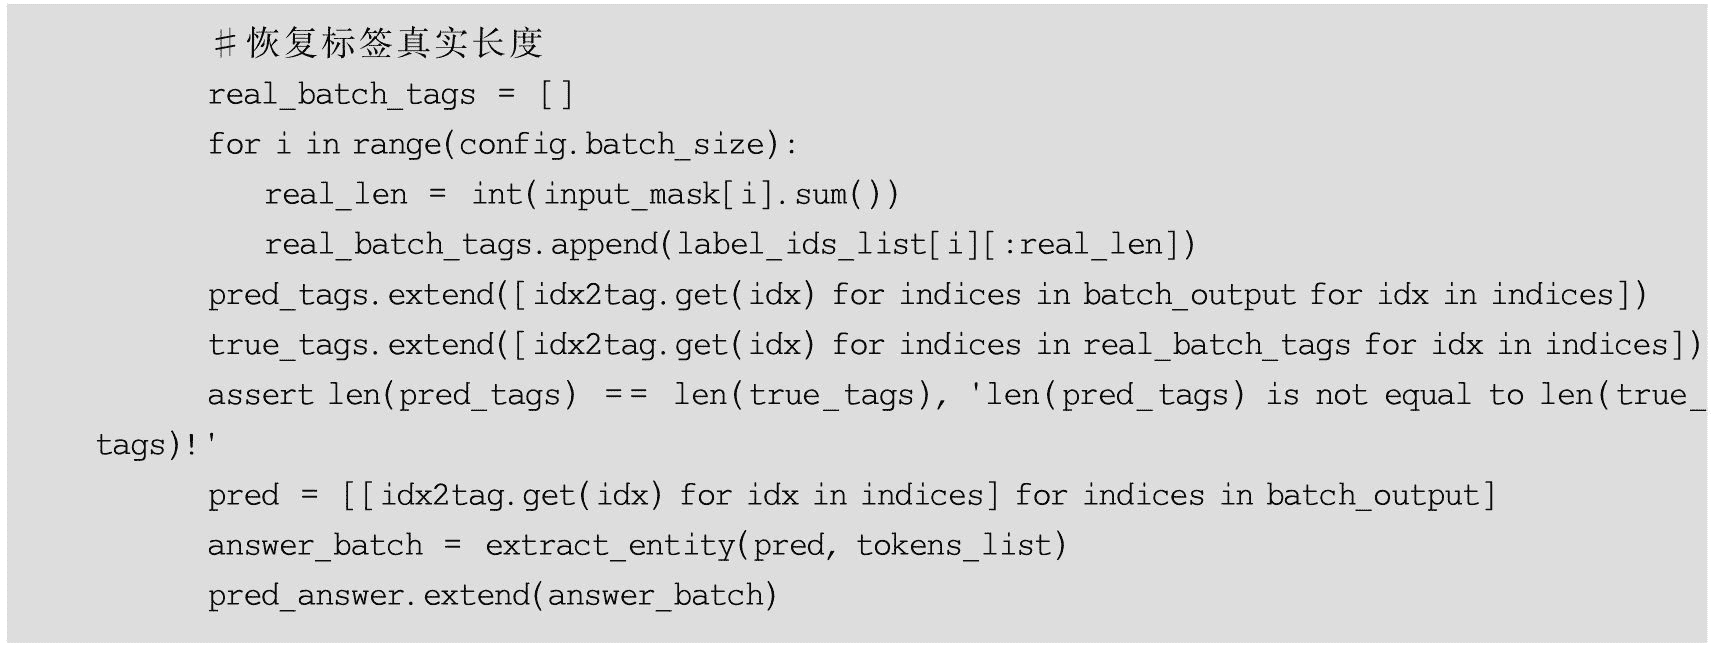 #恢复标签真实长度
real_batch_tags = []
for i in range(config.batch_size):
real_len = int(input_mask[i].sum())
real_batch_tags.append(label_ids_list[i][:real_len])
pred_tags.extend([idx2tag.get(idx) for indices in batch_output for idx in indices])
true_tags.extend([idx2tag.get(idx) for indices in real_batch_tags for idx in indices])
assert len(pred_tags) == len(true_tags), 'len(pred_tags) is not equal to len(true_
tags)!'
pred = [[idx2tag.get(idx) for idx in indices] for indices in batch_output]
answer_batch = extract_entity(pred, tokens_list)
pred_answer.extend(answer_batch)